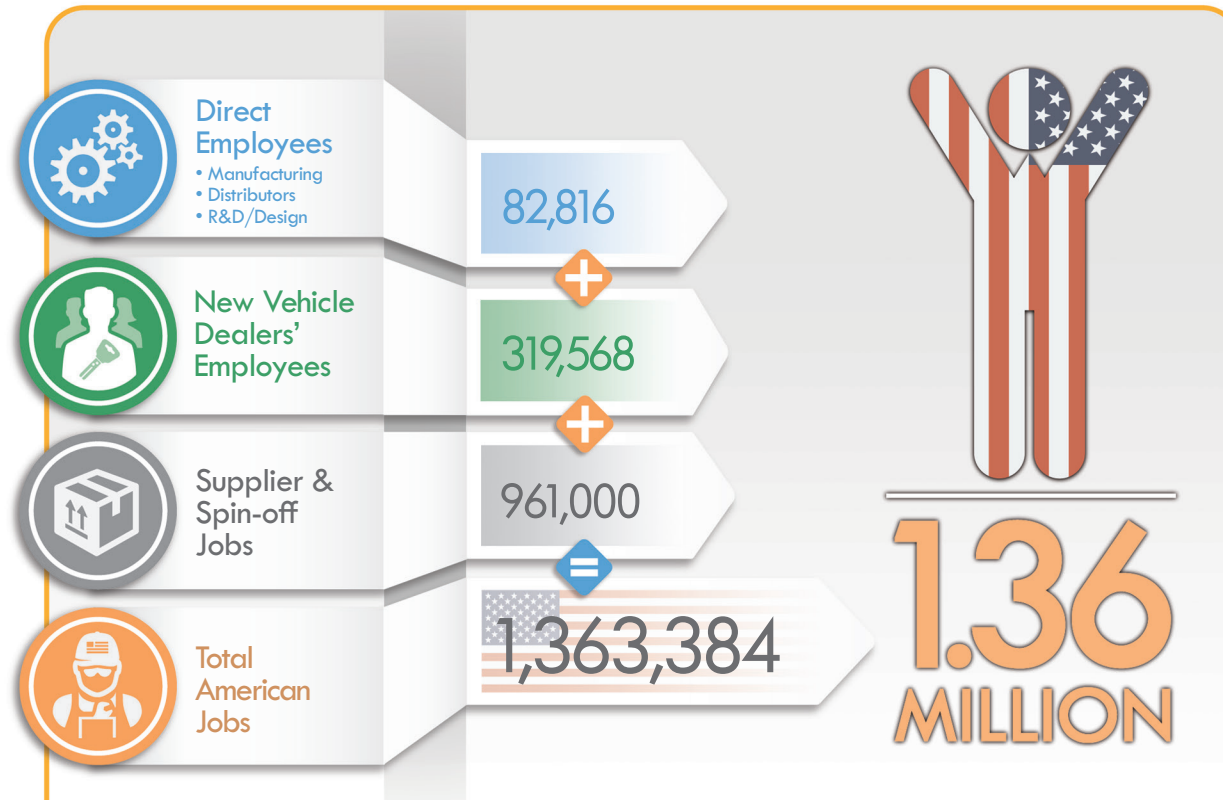 Direct
Employees
• Manufacturing
• Distributors
• R&D/Design
82,816
+
New Vehicle
Dealers’
Employees
319,568
+
Supplier &
Spin-off
Jobs
961,000
=
Total
American
Jobs
1,363,384
1.36
MILLION